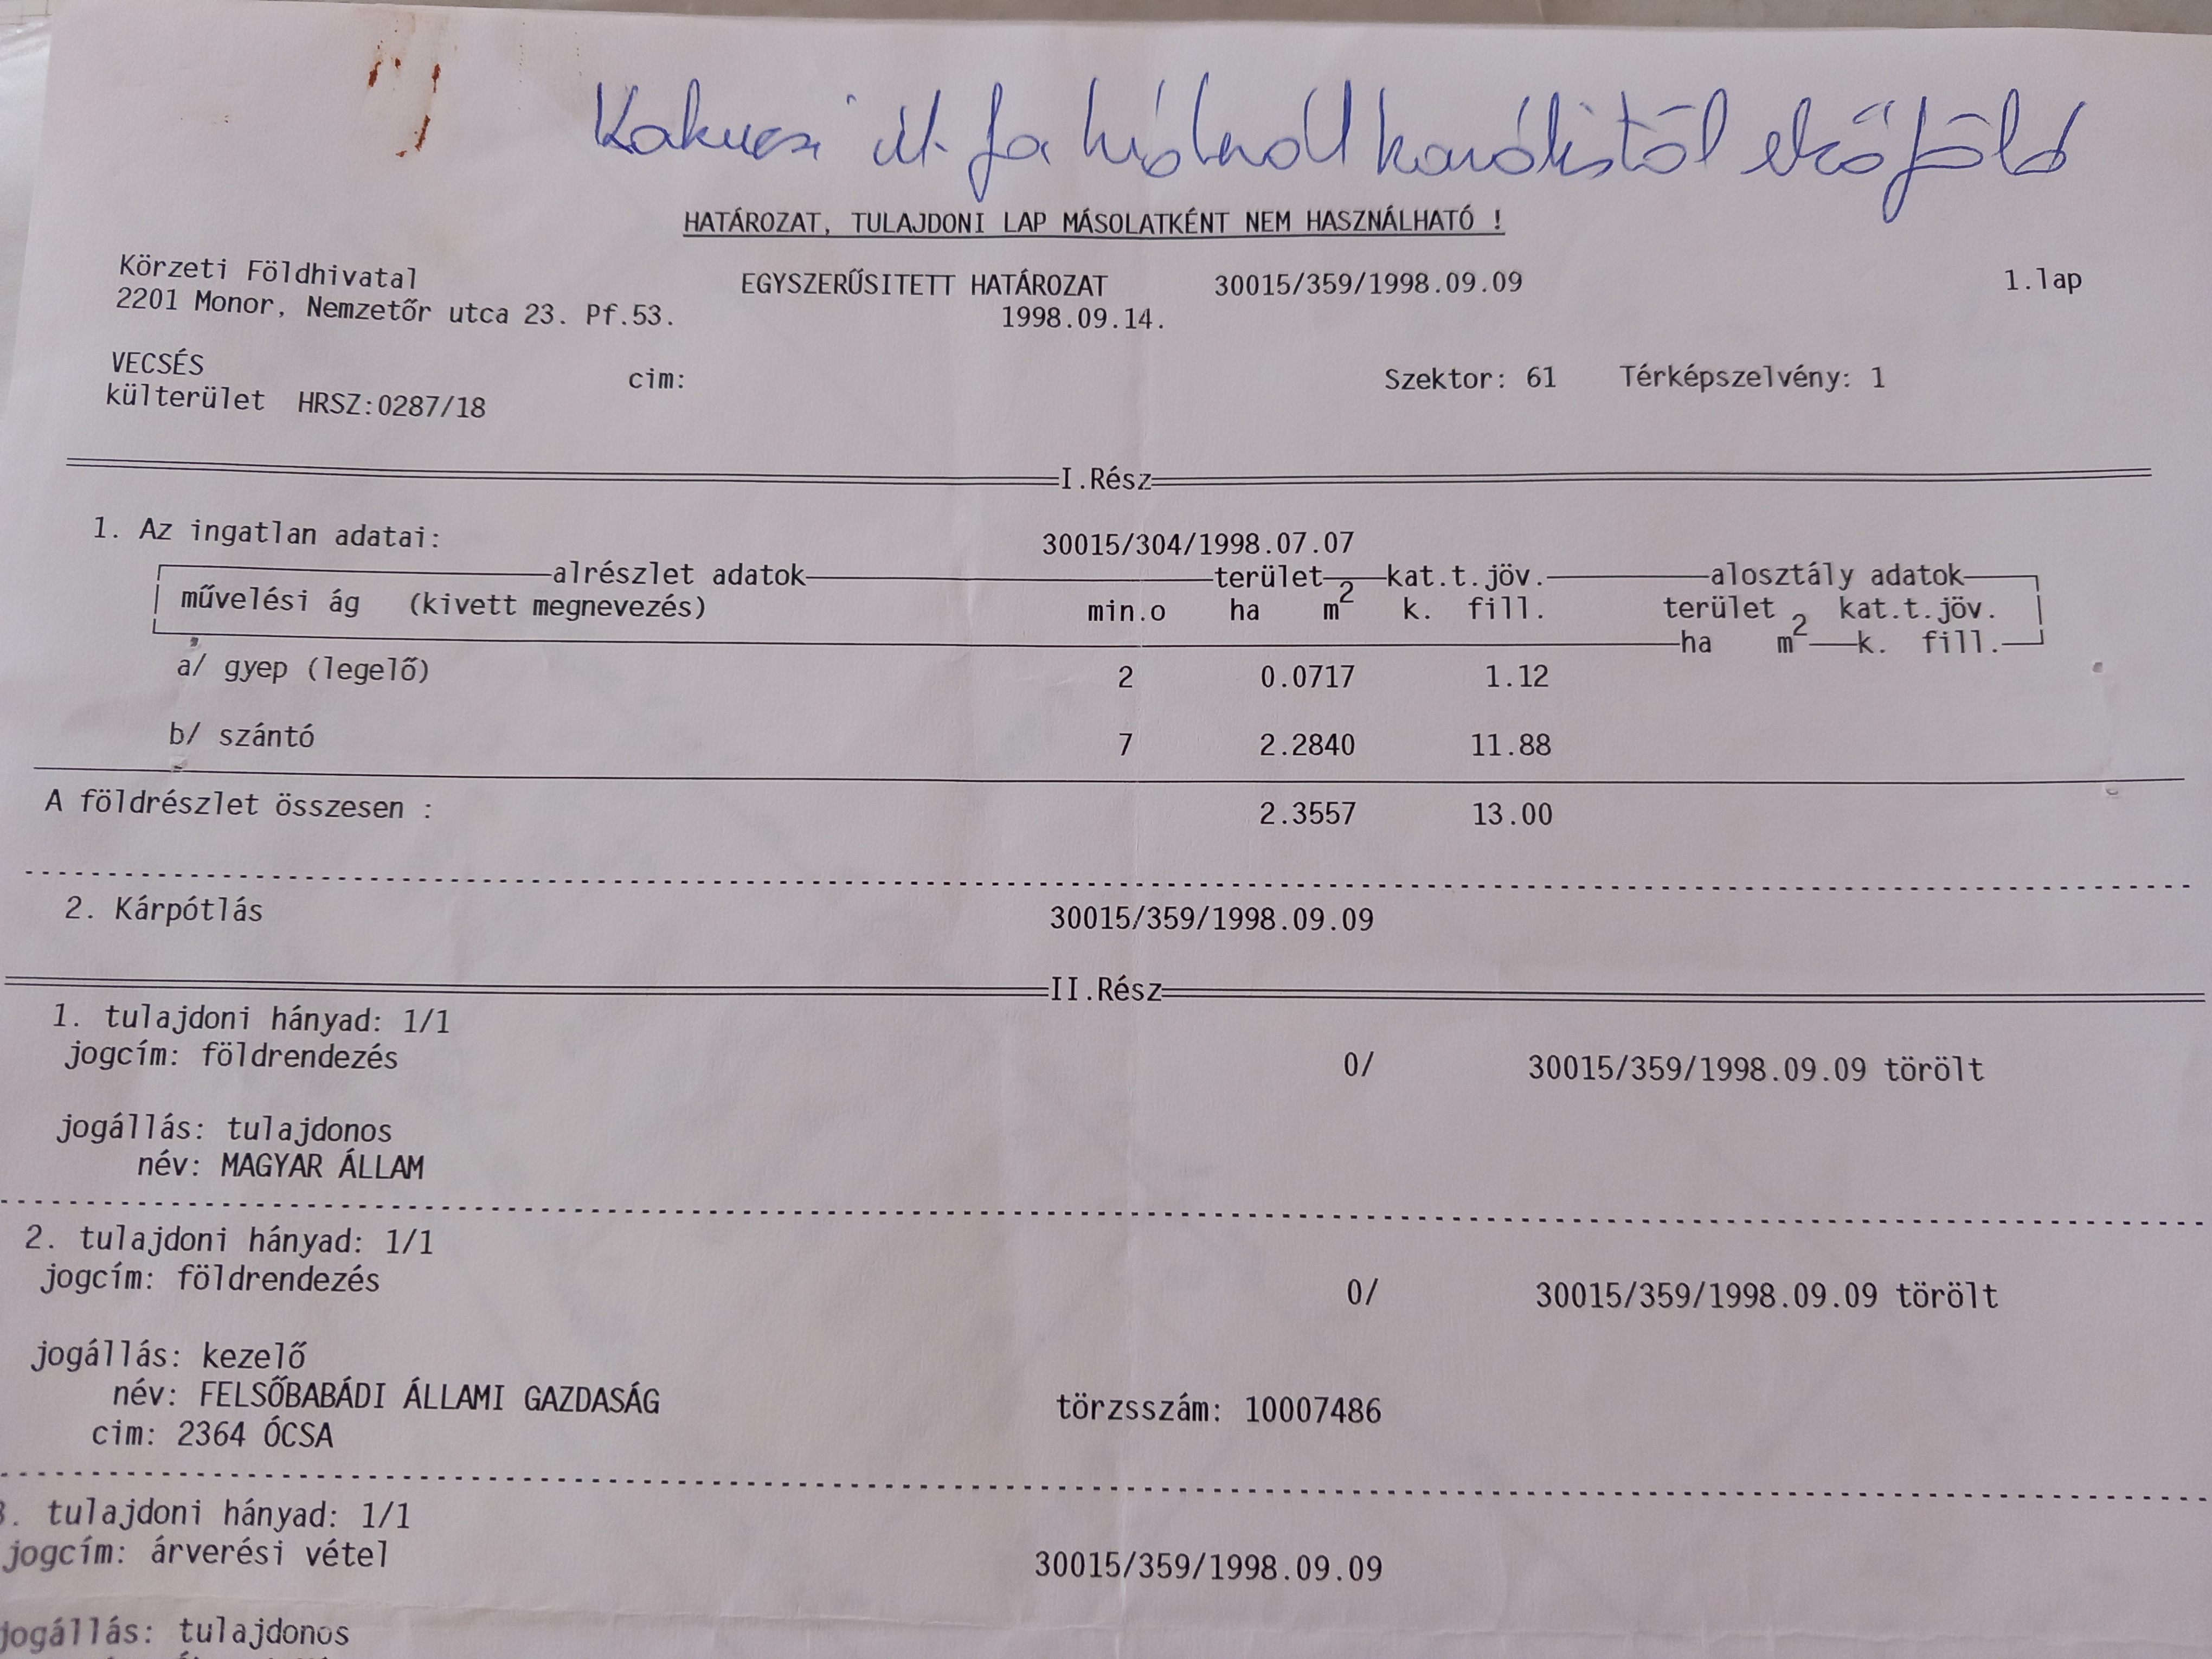 Kakucsi út fa hídnál karóktstól első föld
HATÁROZAT, TULAJDONI LAP MÁSOLATKÉNT NEM HASZNÁLHATÓ !
Körzeti Földhivatal EGYSZERŰSITETT HATÁROZAT 30015/359/1998.09.09 1.lap
2201 Monor, Nemzetőr utca 23. Pf.53. 1998.09.14.
VECSÉS cim: Szektor: 61 Térképszelvény: 1
külterület HRSZ:0287/18
I.Rész
1. Az ingatlan adatai: 30015/304/1998.07.07
alrészlet adatok terület kat.t.jöv. alosztály adatok
művelési ág (kivett megnevezés) min.o ha m2 k. fill. terület kat.t.jöv.
ha m2 k. fill.
a/ gyep (legelő) 2 0.0717 1.12
b/ szántó 7 2.2840 11.88
A földrészlet összesen : 2.3557 13.00
2. Kárpótlás 30015/359/1998.09.09
II.Rész
1. tulajdoni hányad: 1/1
jogcím: földrendezés 0/ 30015/359/1998.09.09 törölt
jogállás: tulajdonos
név: MAGYAR ÁLLAM
2. tulajdoni hányad: 1/1
jogcím: földrendezés 0/ 30015/359/1998.09.09 törölt
jogállás: kezelő
név: FELSŐBABÁDI ÁLLAMI GAZDASÁG törzsszám: 10007486
cim: 2364 ÓCSA
3. tulajdoni hányad: 1/1
jogcím: árverési vétel 30015/359/1998.09.09
jogállás: tulajdonos